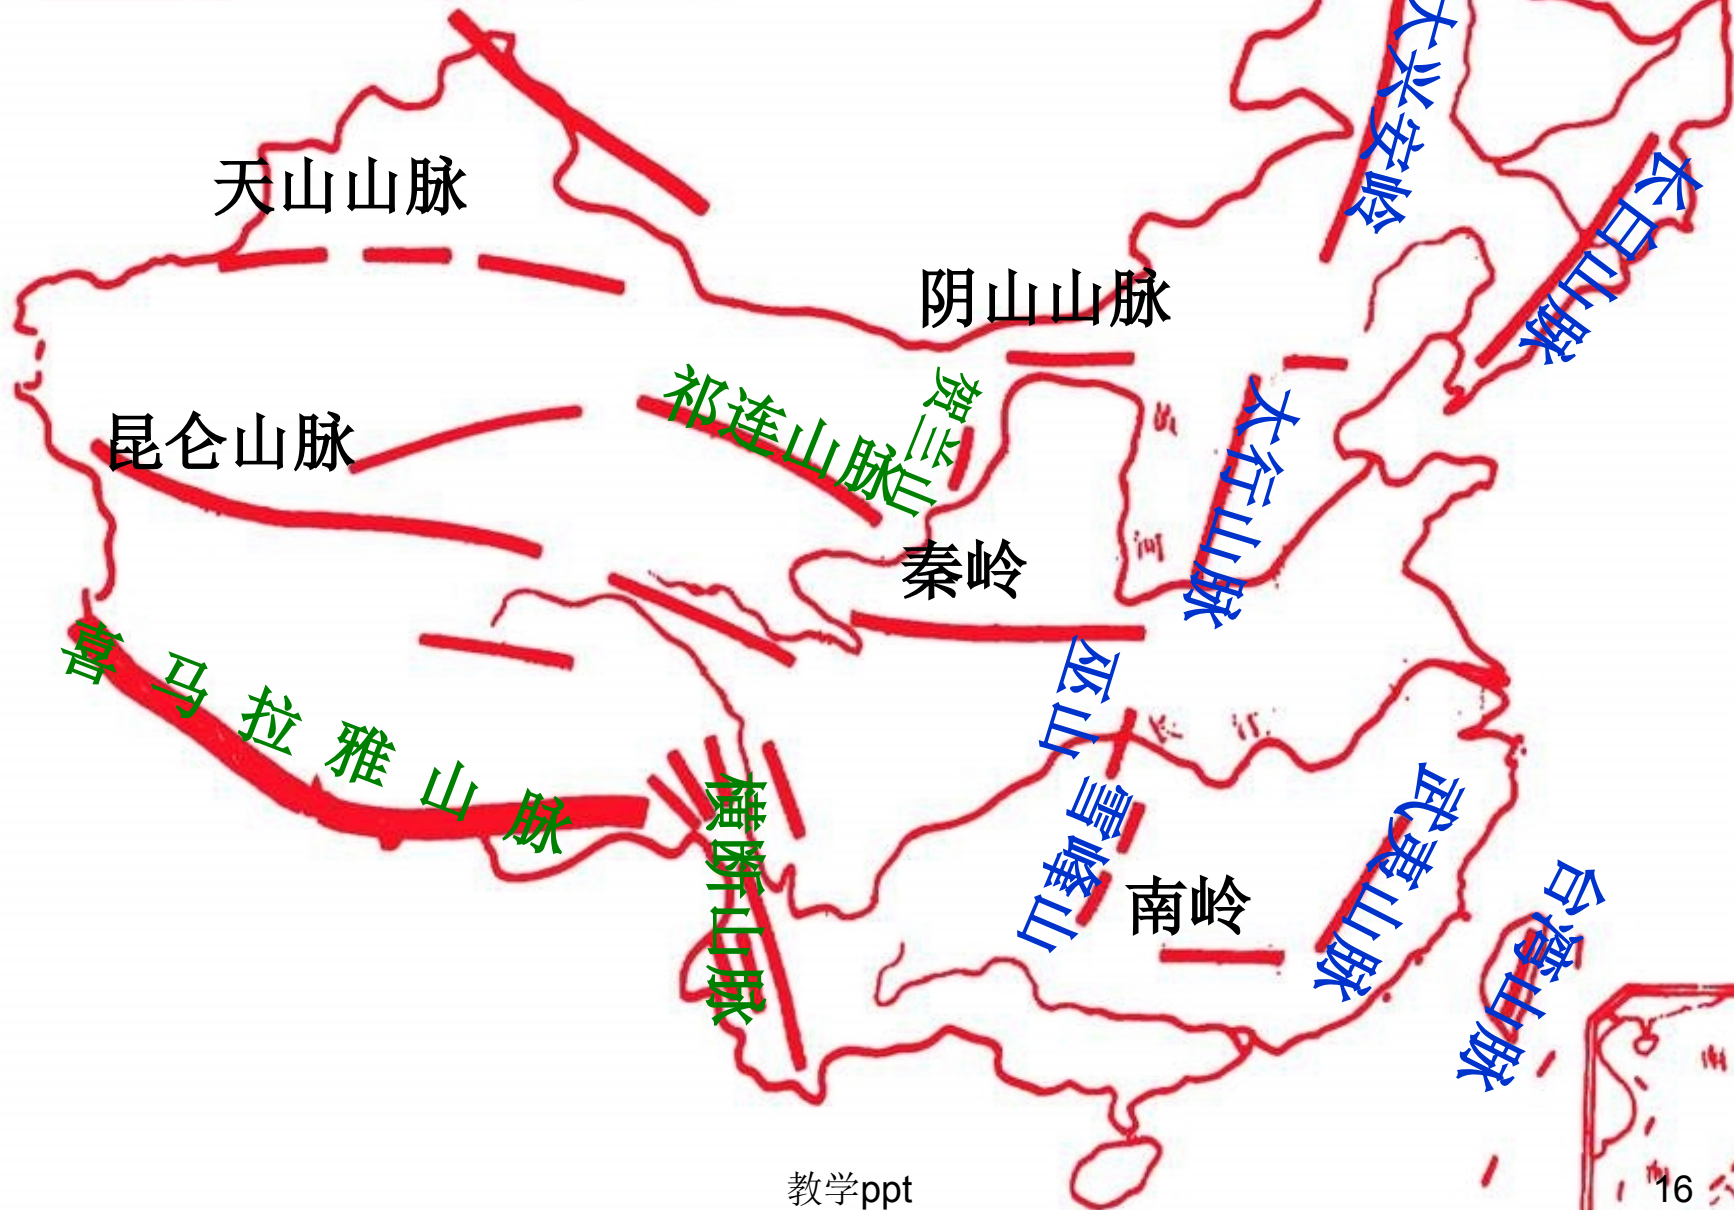 大兴安岭
长白山脉
天山山脉
阴山山脉
祁连山脉
贺兰山
大行山脉
昆仑山脉
秦岭
喜马拉雅山脉
巫山
雪峰山
横断山脉
武夷山脉
南岭
台湾山脉
河
江
教学ppt
16